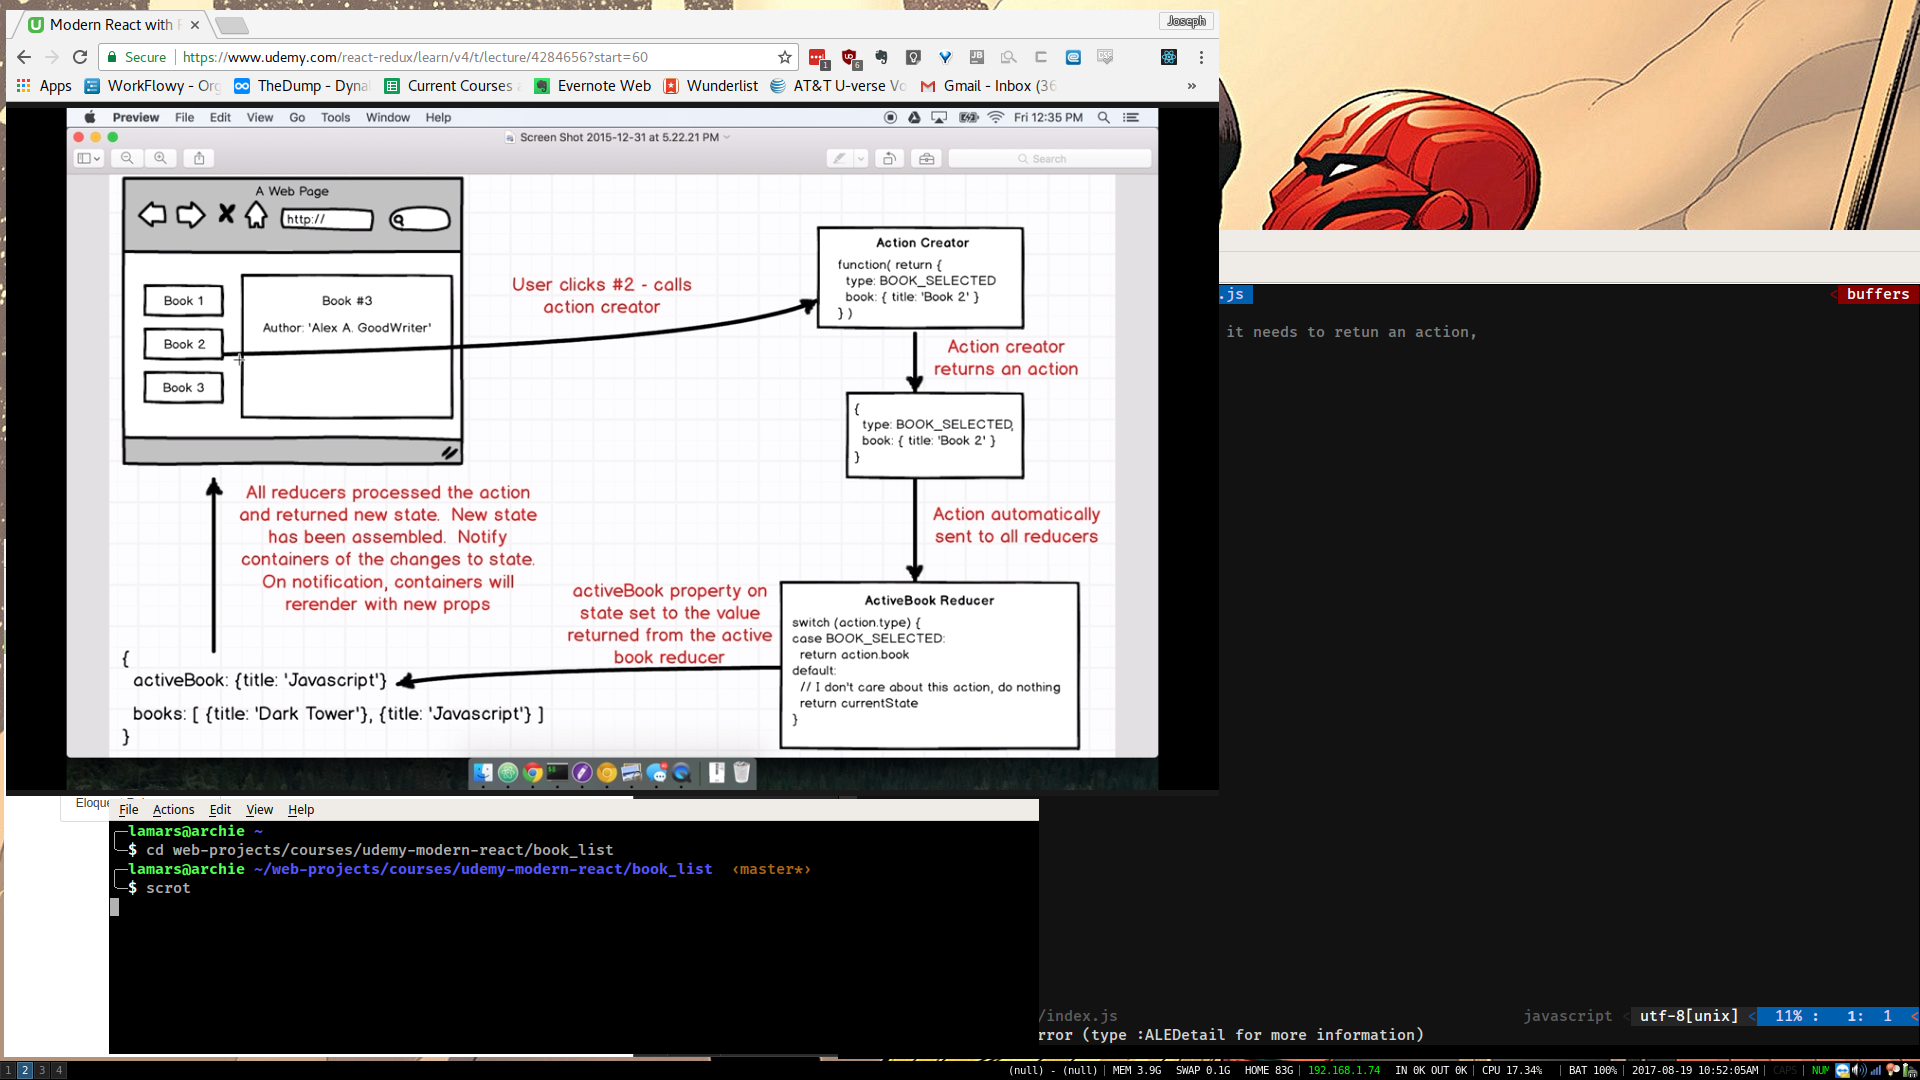 Modern React with
Joseph
Secure https://www.udemy.com/react-redux/learn/v4/t/lecture/4284656?start=60
1
6
JB
Apps WorkFlowy - Org TheDump - Dyna Current Courses Evernote Web Wunderlist AT&T U-verse Vo Gmail - Inbox (36 »
Preview File Edit View Go Tools Window Help Fri 12:35 PM
Screen Shot 2015-12-31 at 5.22.21 PM
Search
A Web Page
http://
Book 1
Book 2
Book 3
Book #3
Author: 'Alex A. GoodWriter'
User clicks #2 - calls
action creator
Action Creator
function( return {
type: BOOK_SELECTED
book: { title: 'Book 2' }
} )
Action creator
returns an action
{
type: BOOK_SELECTED,
book: { title: 'Book 2' }
}
Action automatically
sent to all reducers
ActiveBook Reducer
switch (action.type) {
case BOOK_SELECTED:
return action.book
default:
// I don't care about this action, do nothing
return currentState
}
activeBook property on
state set to the value
returned from the active
book reducer
All reducers processed the action
and returned new state. New state
has been assembled. Notify
containers of the changes to state.
On notification, containers will
rerender with new props
{
activeBook: {title: 'Javascript'}
books: [ {title: 'Dark Tower'}, {title: 'Javascript'} ]
}
.js
< buffers
it needs to retun an action,
File Actions Edit View Help
lamars@archie ~
$ cd web-projects/courses/udemy-modern-react/book_list
lamars@archie ~/web-projects/courses/udemy-modern-react/book_list ‹master*›
$ scrot
/index.js javascript < utf-8[unix] < 11% : 1: 1 <
rror (type :ALEDetail for more information)
1 2 3 4
(null) - (null) | MEM 3.9G SWAP 0.1G HOME 83G | 192.168.1.74 IN 0K OUT 0K | CPU 17.34% | BAT 100% | 2017-08-19 10:52:05AM | CAPS | NUM